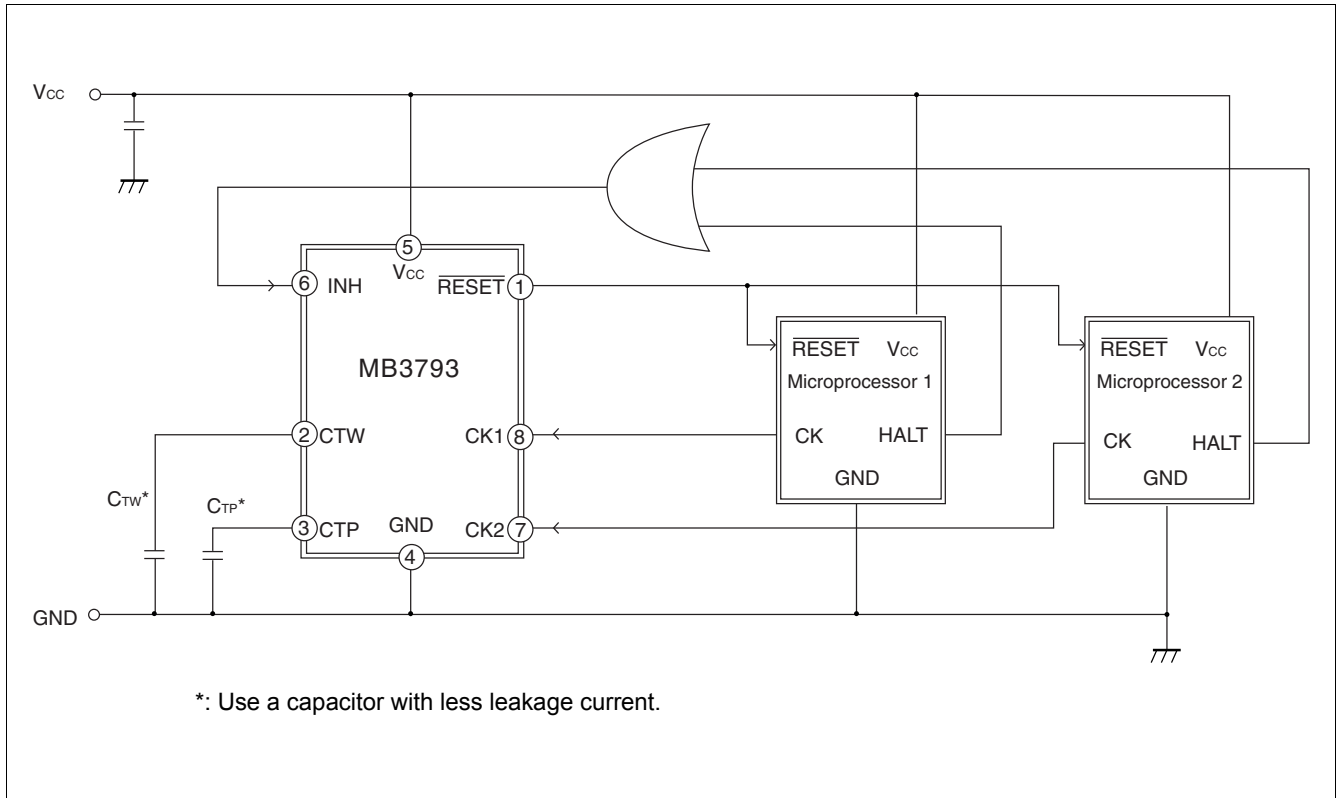 VCC
5
VCC
6 INH
RESET 1
MB3793
RESET VCC
Microprocessor 1
CK HALT
GND
RESET VCC
Microprocessor 2
CK HALT
GND
2 CTW
CK1 8
CTW*
CTP*
3 CTP
GND
CK2 7
4
GND
*: Use a capacitor with less leakage current.